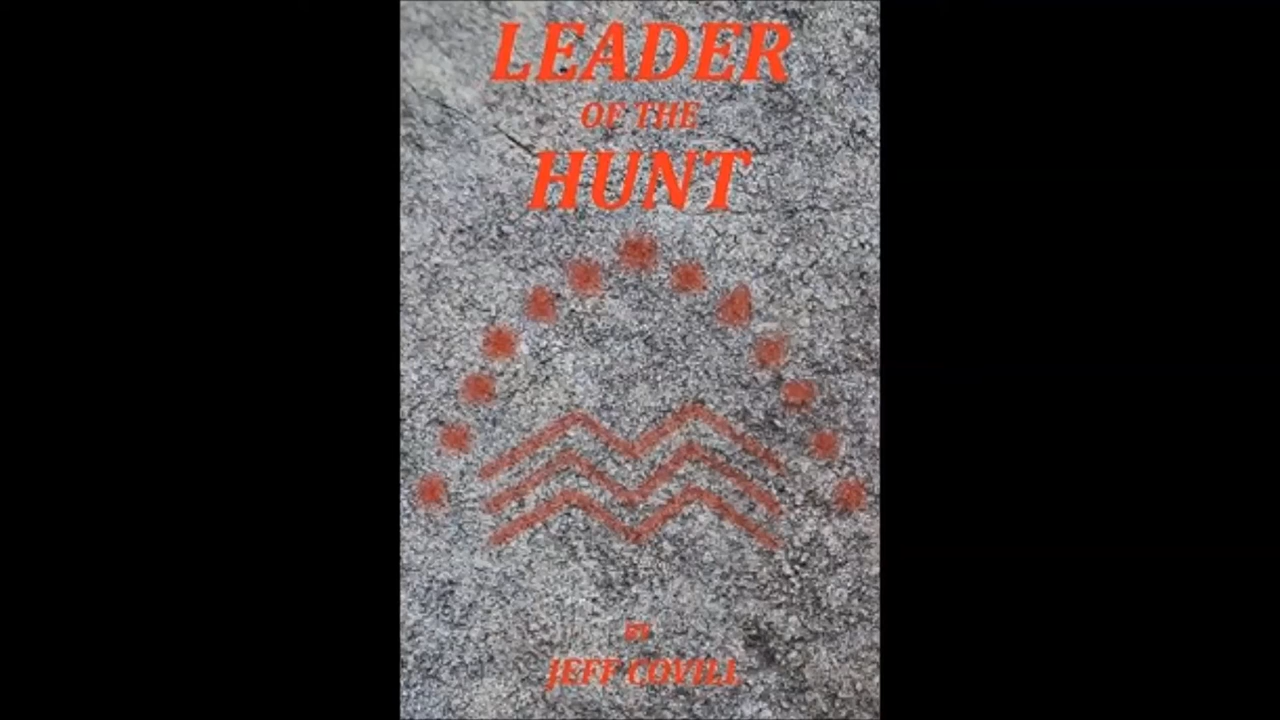 LEADER
OF THE
HUNT
BY
JEFF COVILL